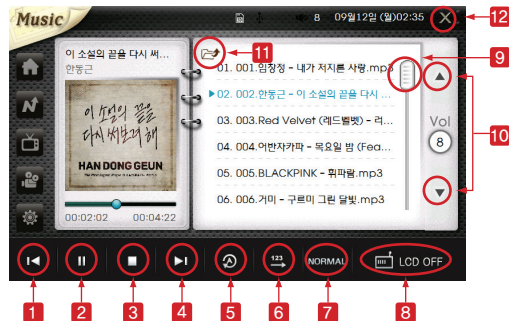 Music
8 09월12일 (월)02:35
12
이 소설의 끝을 다시 써...
한동근
이 소설의 끝을
다시 써보려 해
HAN DONG GEUN
00:02:02 00:04:22
11
01. 001.임창정 - 내가 저지른 사랑.mp3
02. 002.한동근 - 이 소설의 끝을 다시 ...
03. 003.Red Velvet (레드벨벳) - 러...
04. 004.어반자카파 - 목요일 밤 (Fea...
05. 005.BLACKPINK - 휘파람.mp3
06. 006.거미 - 구르미 그린 달빛.mp3
9
Vol
8
10
A
123
NORMAL
LCD OFF
1
2
3
4
5
6
7
8